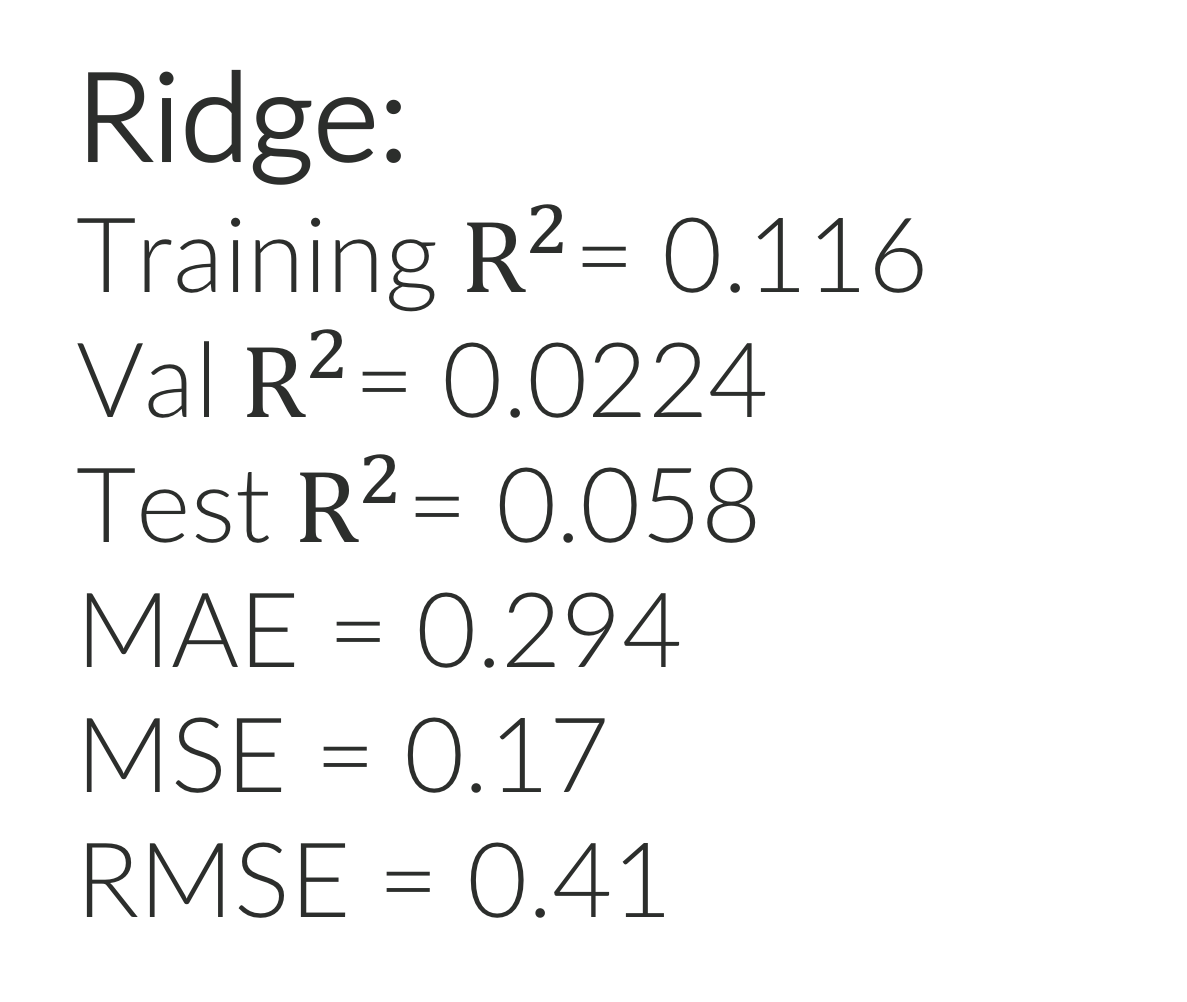 Ridge:
Training R²= 0.116
Val R²= 0.0224
Test R²= 0.058
MAE = 0.294
MSE = 0.17
RMSE = 0.41